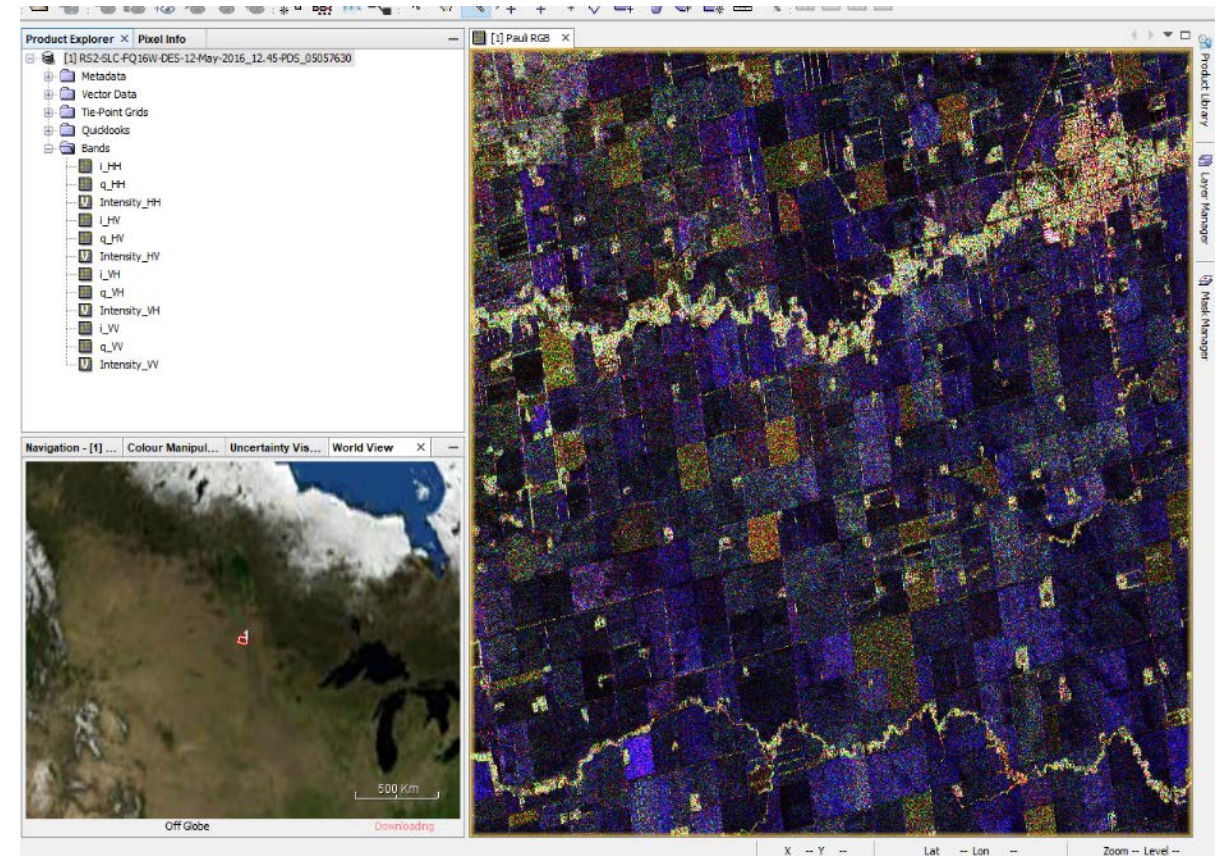 Product Explorer × Pixel Info
[1] RS2-SLC-FQ16W-DES-12-May-2016_12.45-PDS_05057630
Metadata
Vector Data
Tie-Point Grids
Quicklooks
Bands
i_HH
q_HH
Intensity_HH
i_HV
q_HV
Intensity_HV
i_VH
q_VH
Intensity_VH
i_VV
q_VV
Intensity_VV
Navigation - [1] ... Colour Manipul... Uncertainty Vis... World View ×
1
500 Km
Off Globe Downloading
[1] Pauli RGB ×
Product Library
Layer Manager
Mask Manager
X -- Y -- Lat -- Lon -- Zoom -- Level --